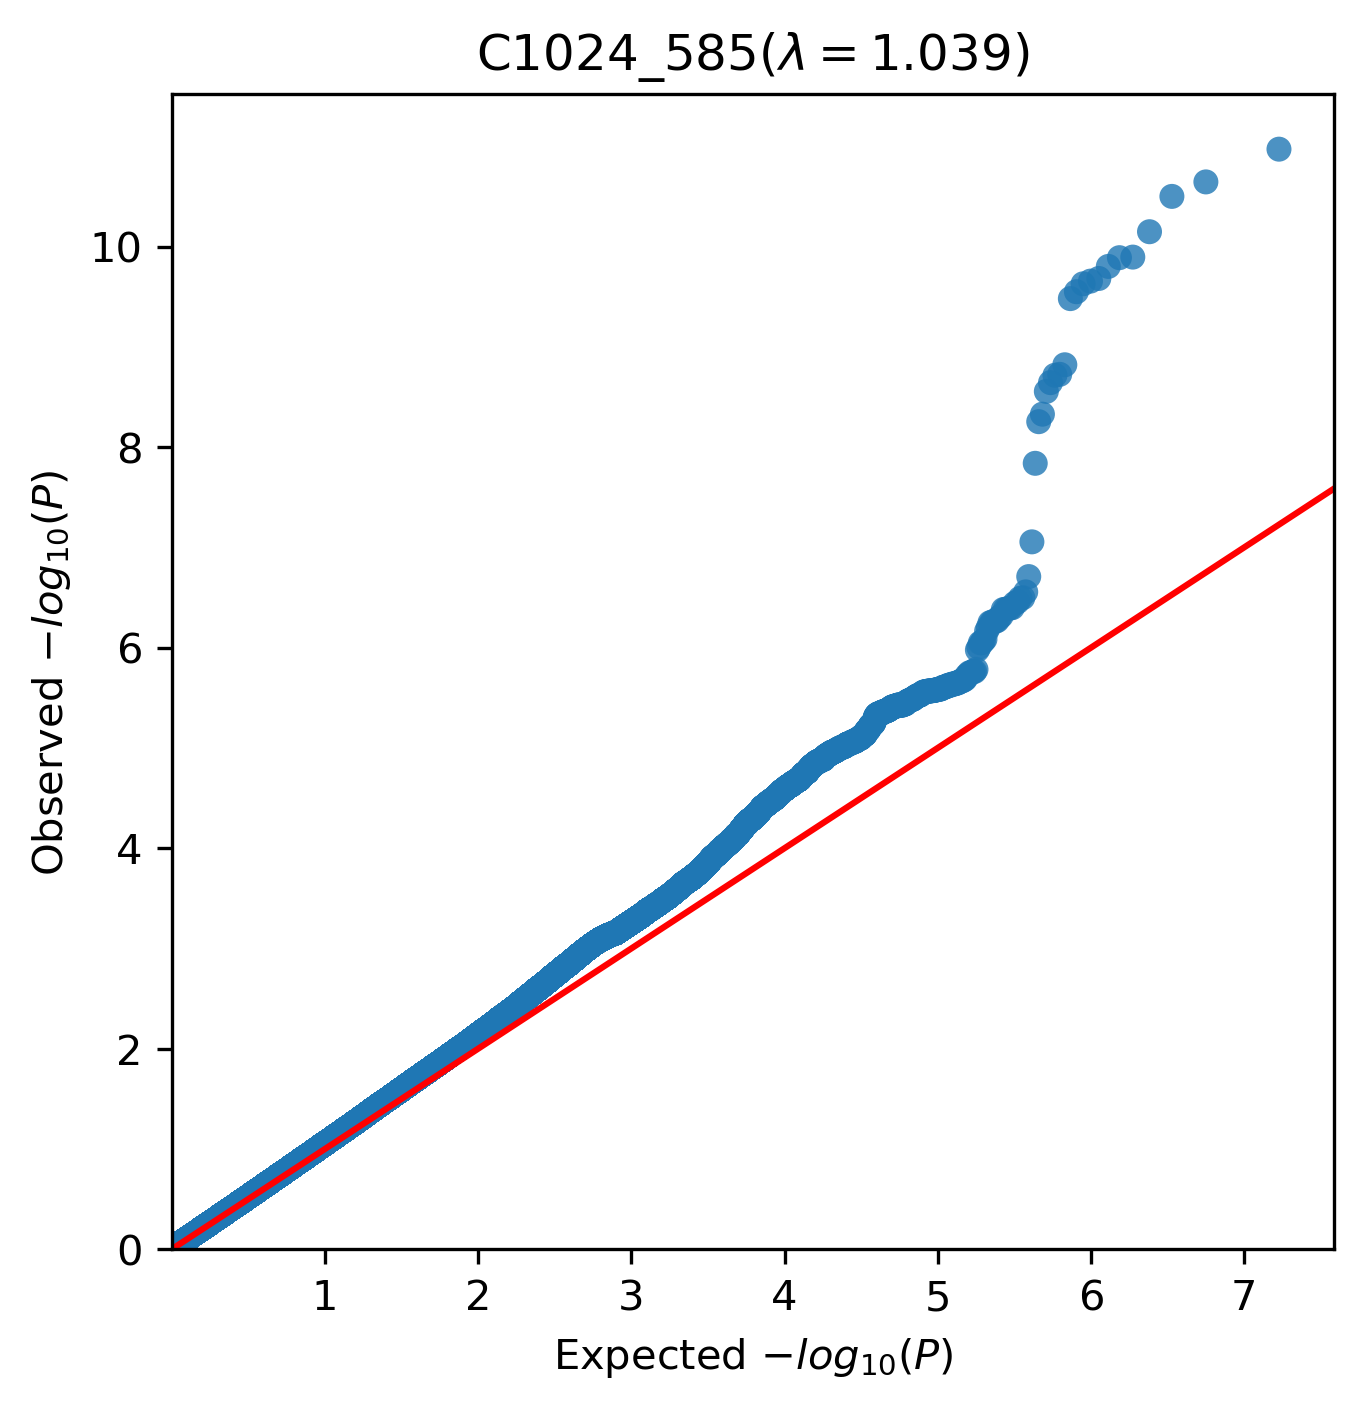 C1024_585(λ = 1.039)
Observed −log₁₀(P)
10
8
6
4
2
0
1 2 3 4 5 6 7
Expected −log₁₀(P)